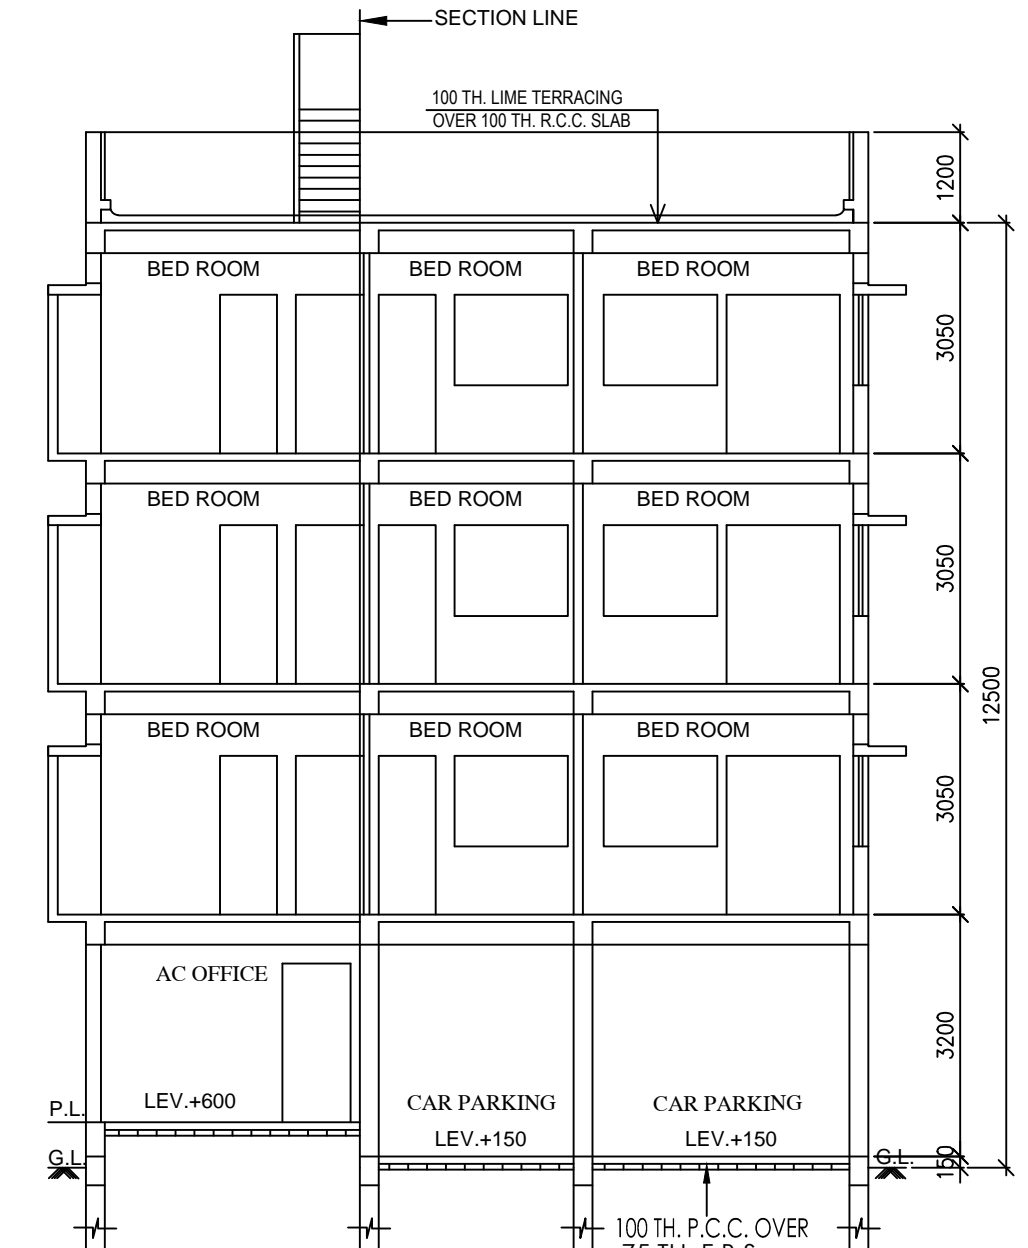 SECTION LINE
100 TH. LIME TERRACING
OVER 100 TH. R.C.C. SLAB
1200
BED ROOM BED ROOM BED ROOM
3050
BED ROOM BED ROOM BED ROOM
3050
12500
BED ROOM BED ROOM BED ROOM
3050
AC OFFICE
3200
P.L. LEV.+600 CAR PARKING CAR PARKING
LEV.+150 LEV.+150
G.L. G.L. 150
100 TH. P.C.C. OVER
75 TH. F.B.S.